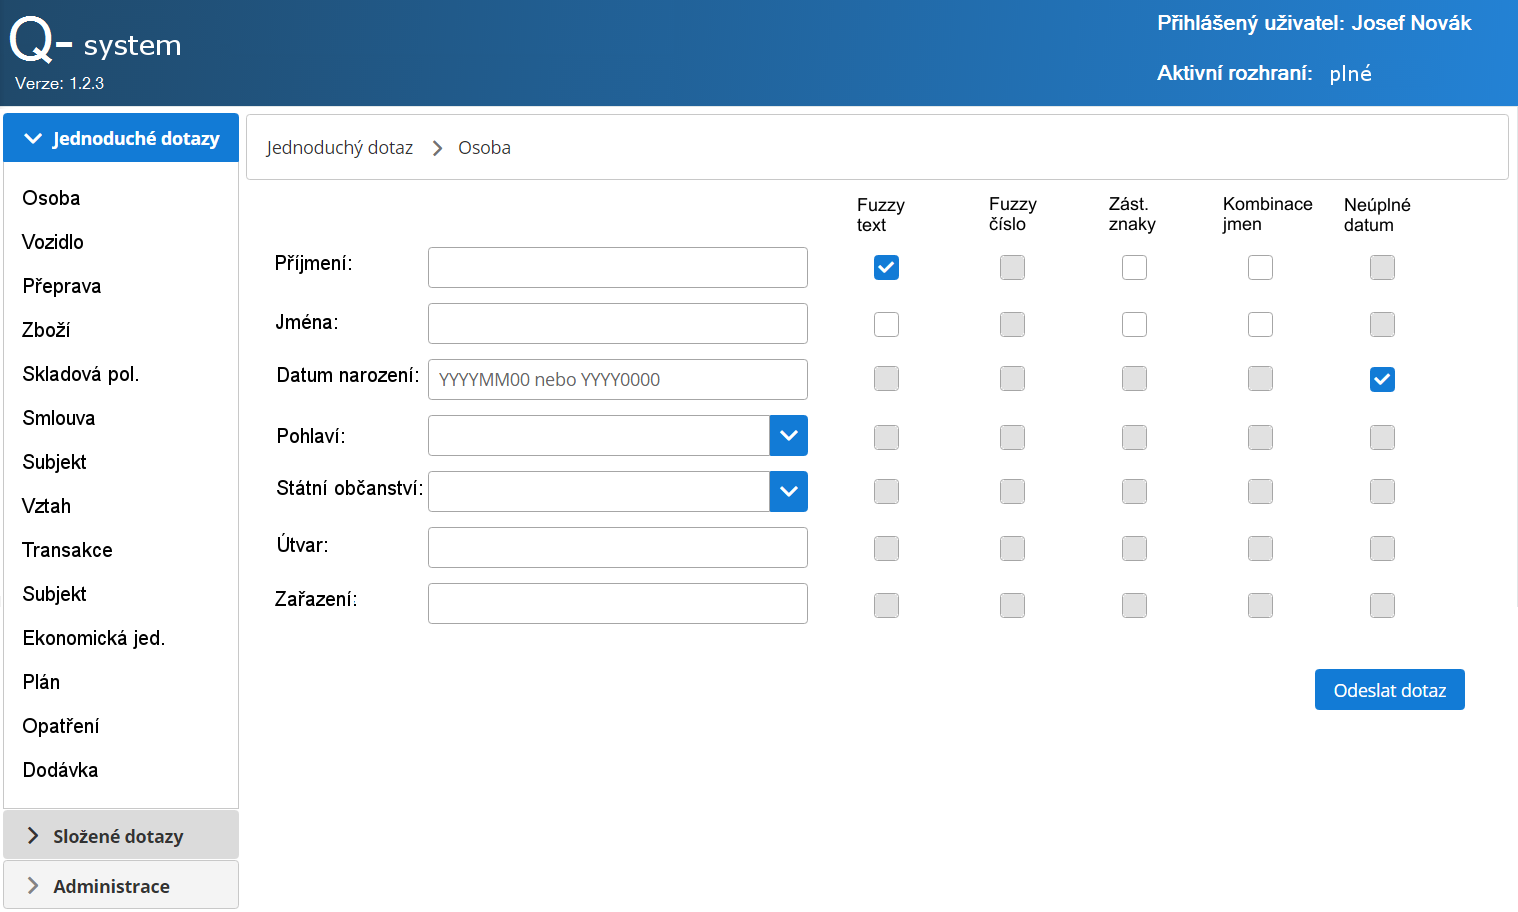 Q- system
Verze: 1.2.3
Přihlášený uživatel: Josef Novák
Aktivní rozhraní: plné
Jednoduché dotazy
Osoba
Vozidlo
Přeprava
Zboží
Skladová pol.
Smlouva
Subjekt
Vztah
Transakce
Subjekt
Ekonomická jed.
Plán
Opatření
Dodávka
Složené dotazy
Administrace
Jednoduchý dotaz > Osoba
Fuzzy text
Fuzzy číslo
Zást. znaky
Kombinace jmen
Neúplné datum
Příjmení:
Jména:
Datum narození: YYYYMM00 nebo YYYY0000
Pohlaví:
Státní občanství:
Útvar:
Zařazení:
Odeslat dotaz